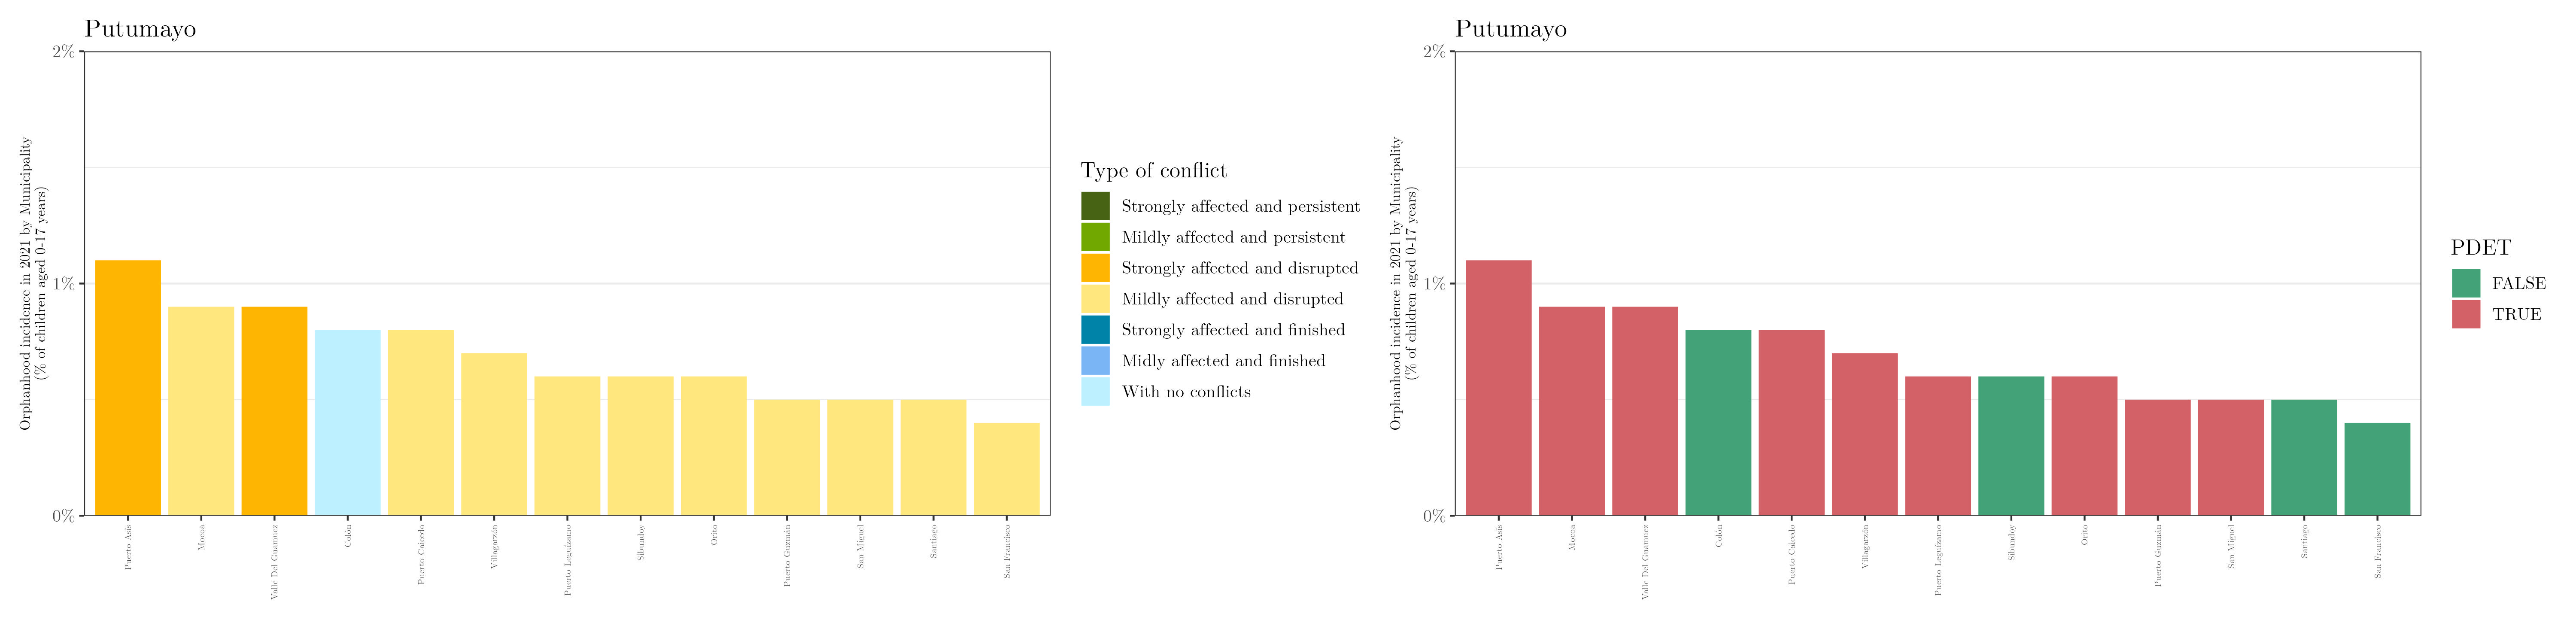 Putumayo
Orphanhood incidence in 2021 by Municipality
(% of children aged 0-17 years)
2%
1%
0%
Puerto Asís
Mocoa
Valle Del Guamuez
Colón
Puerto Caicedo
Villagarzón
Puerto Leguízamo
Sibundoy
Orito
Puerto Guzmán
San Miguel
Santiago
San Francisco
Type of conflict
Strongly affected and persistent
Mildly affected and persistent
Strongly affected and disrupted
Mildly affected and disrupted
Strongly affected and finished
Midly affected and finished
With no conflicts
Putumayo
Orphanhood incidence in 2021 by Municipality
(% of children aged 0-17 years)
2%
1%
0%
Puerto Asís
Mocoa
Valle Del Guamuez
Colón
Puerto Caicedo
Villagarzón
Puerto Leguízamo
Sibundoy
Orito
Puerto Guzmán
San Miguel
Santiago
San Francisco
PDET
FALSE
TRUE